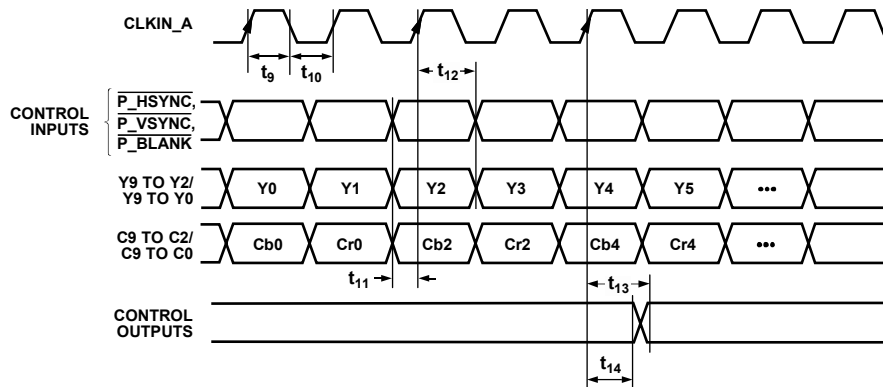 CLKIN_A
t9
t10
t12
CONTROL INPUTS
P_HSYNC,
P_VSYNC,
P_BLANK
Y9 TO Y2/
Y9 TO Y0
Y0 Y1 Y2 Y3 Y4 Y5 •••
C9 TO C2/
C9 TO C0
Cb0 Cr0 Cb2 Cr2 Cb4 Cr4 •••
t11
t13
CONTROL
OUTPUTS
t14